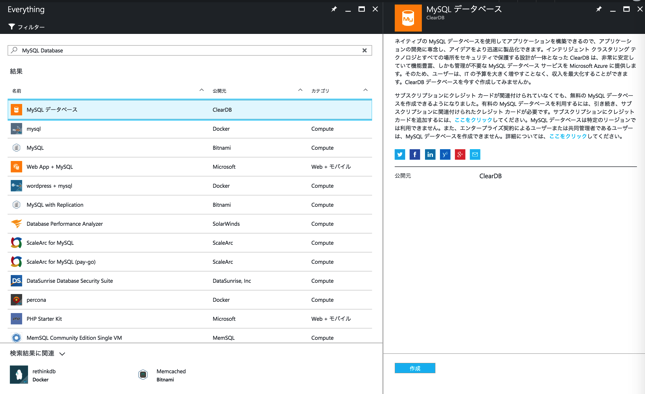 Everything
フィルター
MySQL Database
結果
名前 公開元 カテゴリ
MySQL データベース ClearDB
mysql Docker Compute
MySQL Bitnami Compute
Web App + MySQL Microsoft Web + モバイル
wordpress + mysql Docker Compute
MySQL with Replication Bitnami Compute
Database Performance Analyzer SolarWinds Compute
ScaleArc for MySQL ScaleArc Compute
ScaleArc for MySQL (pay-go) ScaleArc Compute
DS DataSunrise Database Security Suite DataSunrise, Inc Compute
percona Docker Compute
PHP Starter Kit Microsoft Web + モバイル
MemSQL Community Edition Single VM MemSQL Compute
検索結果に関連
rethinkdb
Docker
Memcached
Bitnami
MySQL データベース
ClearDB
ネイティブの MySQL データベースを使用してアプリケーションを構築できるので、アプリケーシ
ョンの開発に専念し、アイデアをより迅速に製品化できます。インテリジェント クラスタリング テク
ノロジとすべての場所をセキュリティで保護する設計が一体となった ClearDB は、非常に安定し
ていて機能豊富、しかも管理が不要な MySQL データベース サービスを Microsoft Azure に提供しま
す。そのため、ユーザーは、IT の予算を大きく増やすことなく、収入を最大化することができま
す。ClearDB データベースを今すぐ作成してみませんか。
サブスクリプションにクレジット カードが関連付けられていなくても、無料の MySQL データベー
スを作成できるようになりました。有料の MySQL データベースを利用するには、引き続き、サブ
スクリプションに関連付けられたクレジット カードが必要です。サブスクリプションにクレジット
カードを追加するには、ここをクリックしてください。MySQL データベースは特定のリージョンで
は利用できません。また、エンタープライズ契約によるユーザーまたは共同管理者であるユーザー
は、MySQL データベースを作成できません。詳細については、ここをクリックしてください。
公開元 ClearDB
作成